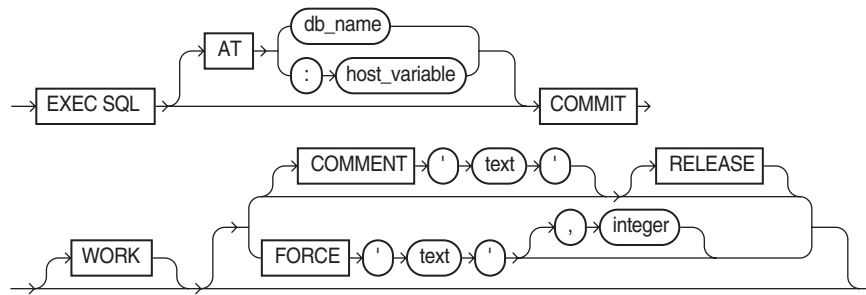 db_name
AT
: host_variable
EXEC SQL COMMIT
COMMENT ' text ' RELEASE
, integer
WORK FORCE ' text '